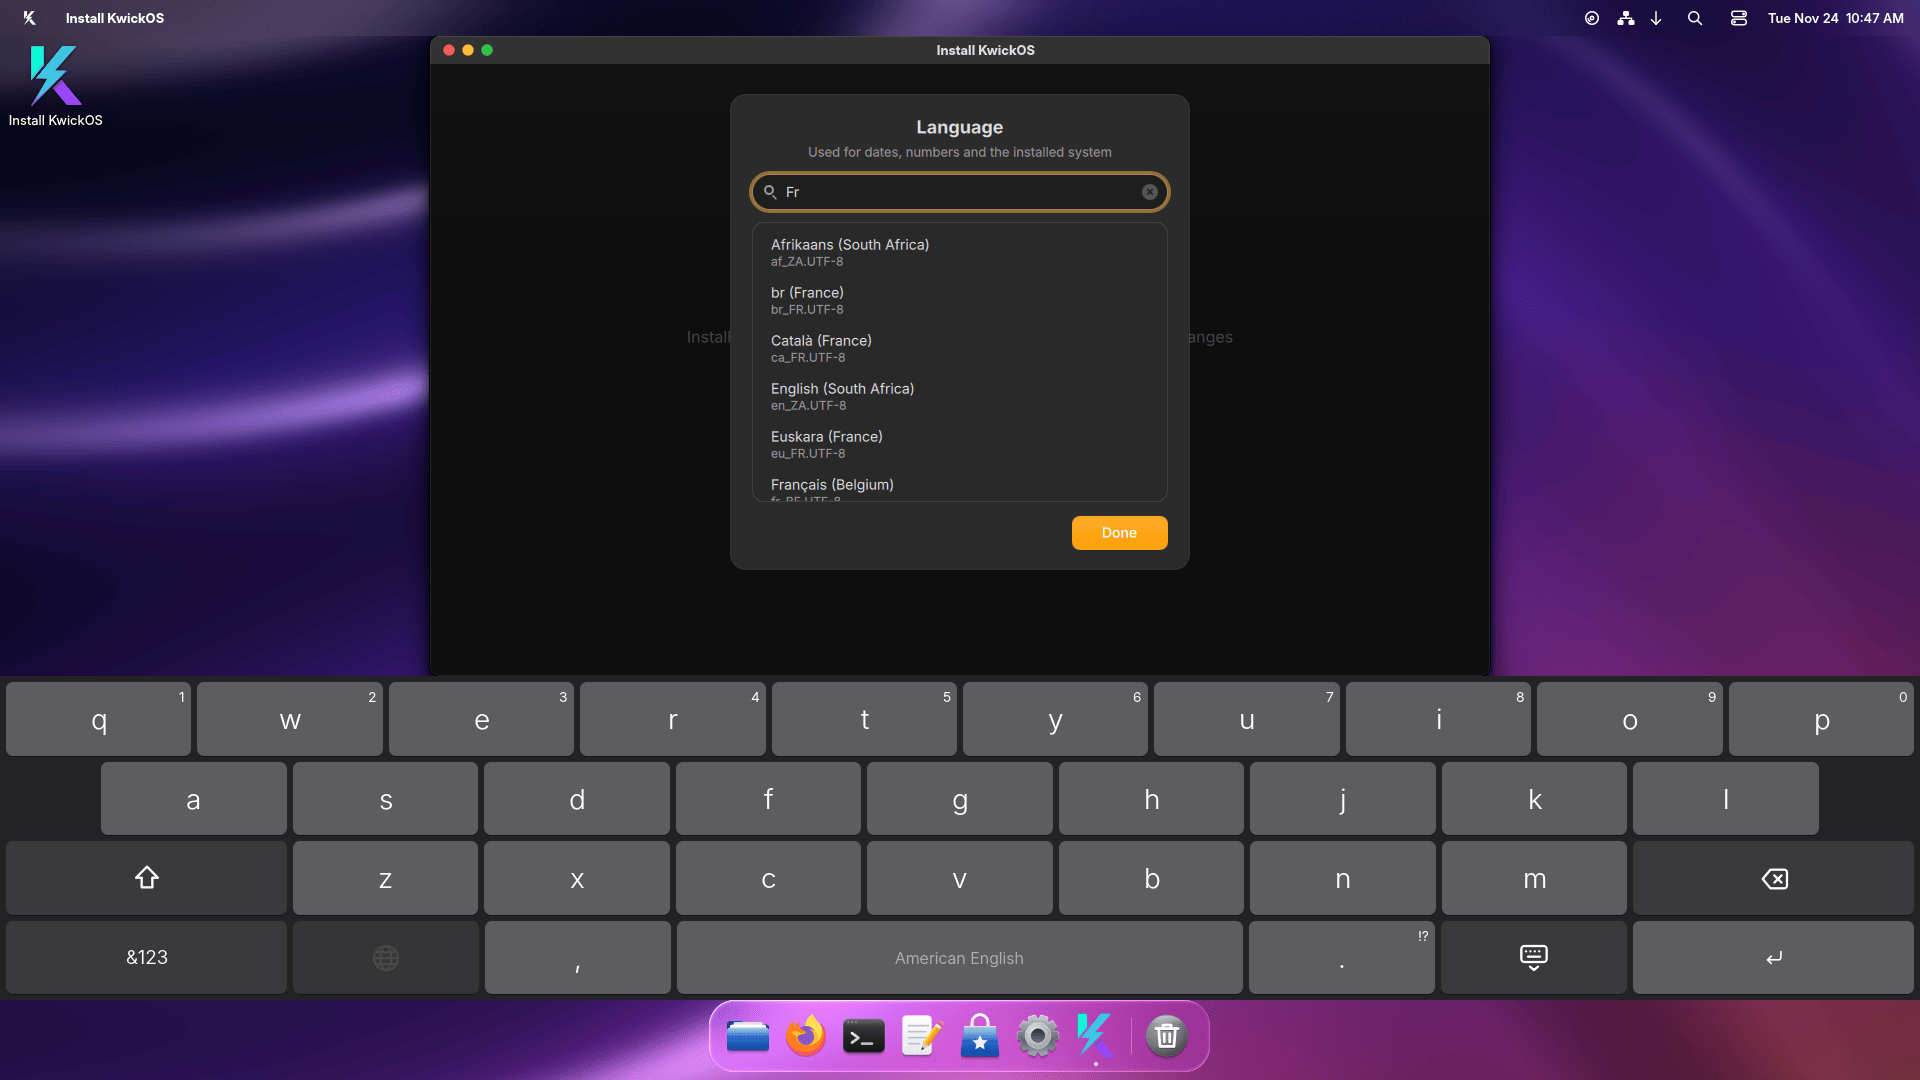 Install KwickOS
Tue Nov 24 10:47 AM
Install KwickOS
Install KwickOS
Language
Used for dates, numbers and the installed system
Fr
Afrikaans (South Africa)
af_ZA.UTF-8
br (France)
br_FR.UTF-8
Install
anges
Català (France)
ca_FR.UTF-8
English (South Africa)
en_ZA.UTF-8
Euskara (France)
eu_FR.UTF-8
Français (Belgium)
fr_BE.UTF-8
Done
q 1 w 2 e 3 r 4 t 5 y 6 u 7 i 8 o 9 p 0
a s d f g h j k l
z x c v b n m
&123 , American English . !?